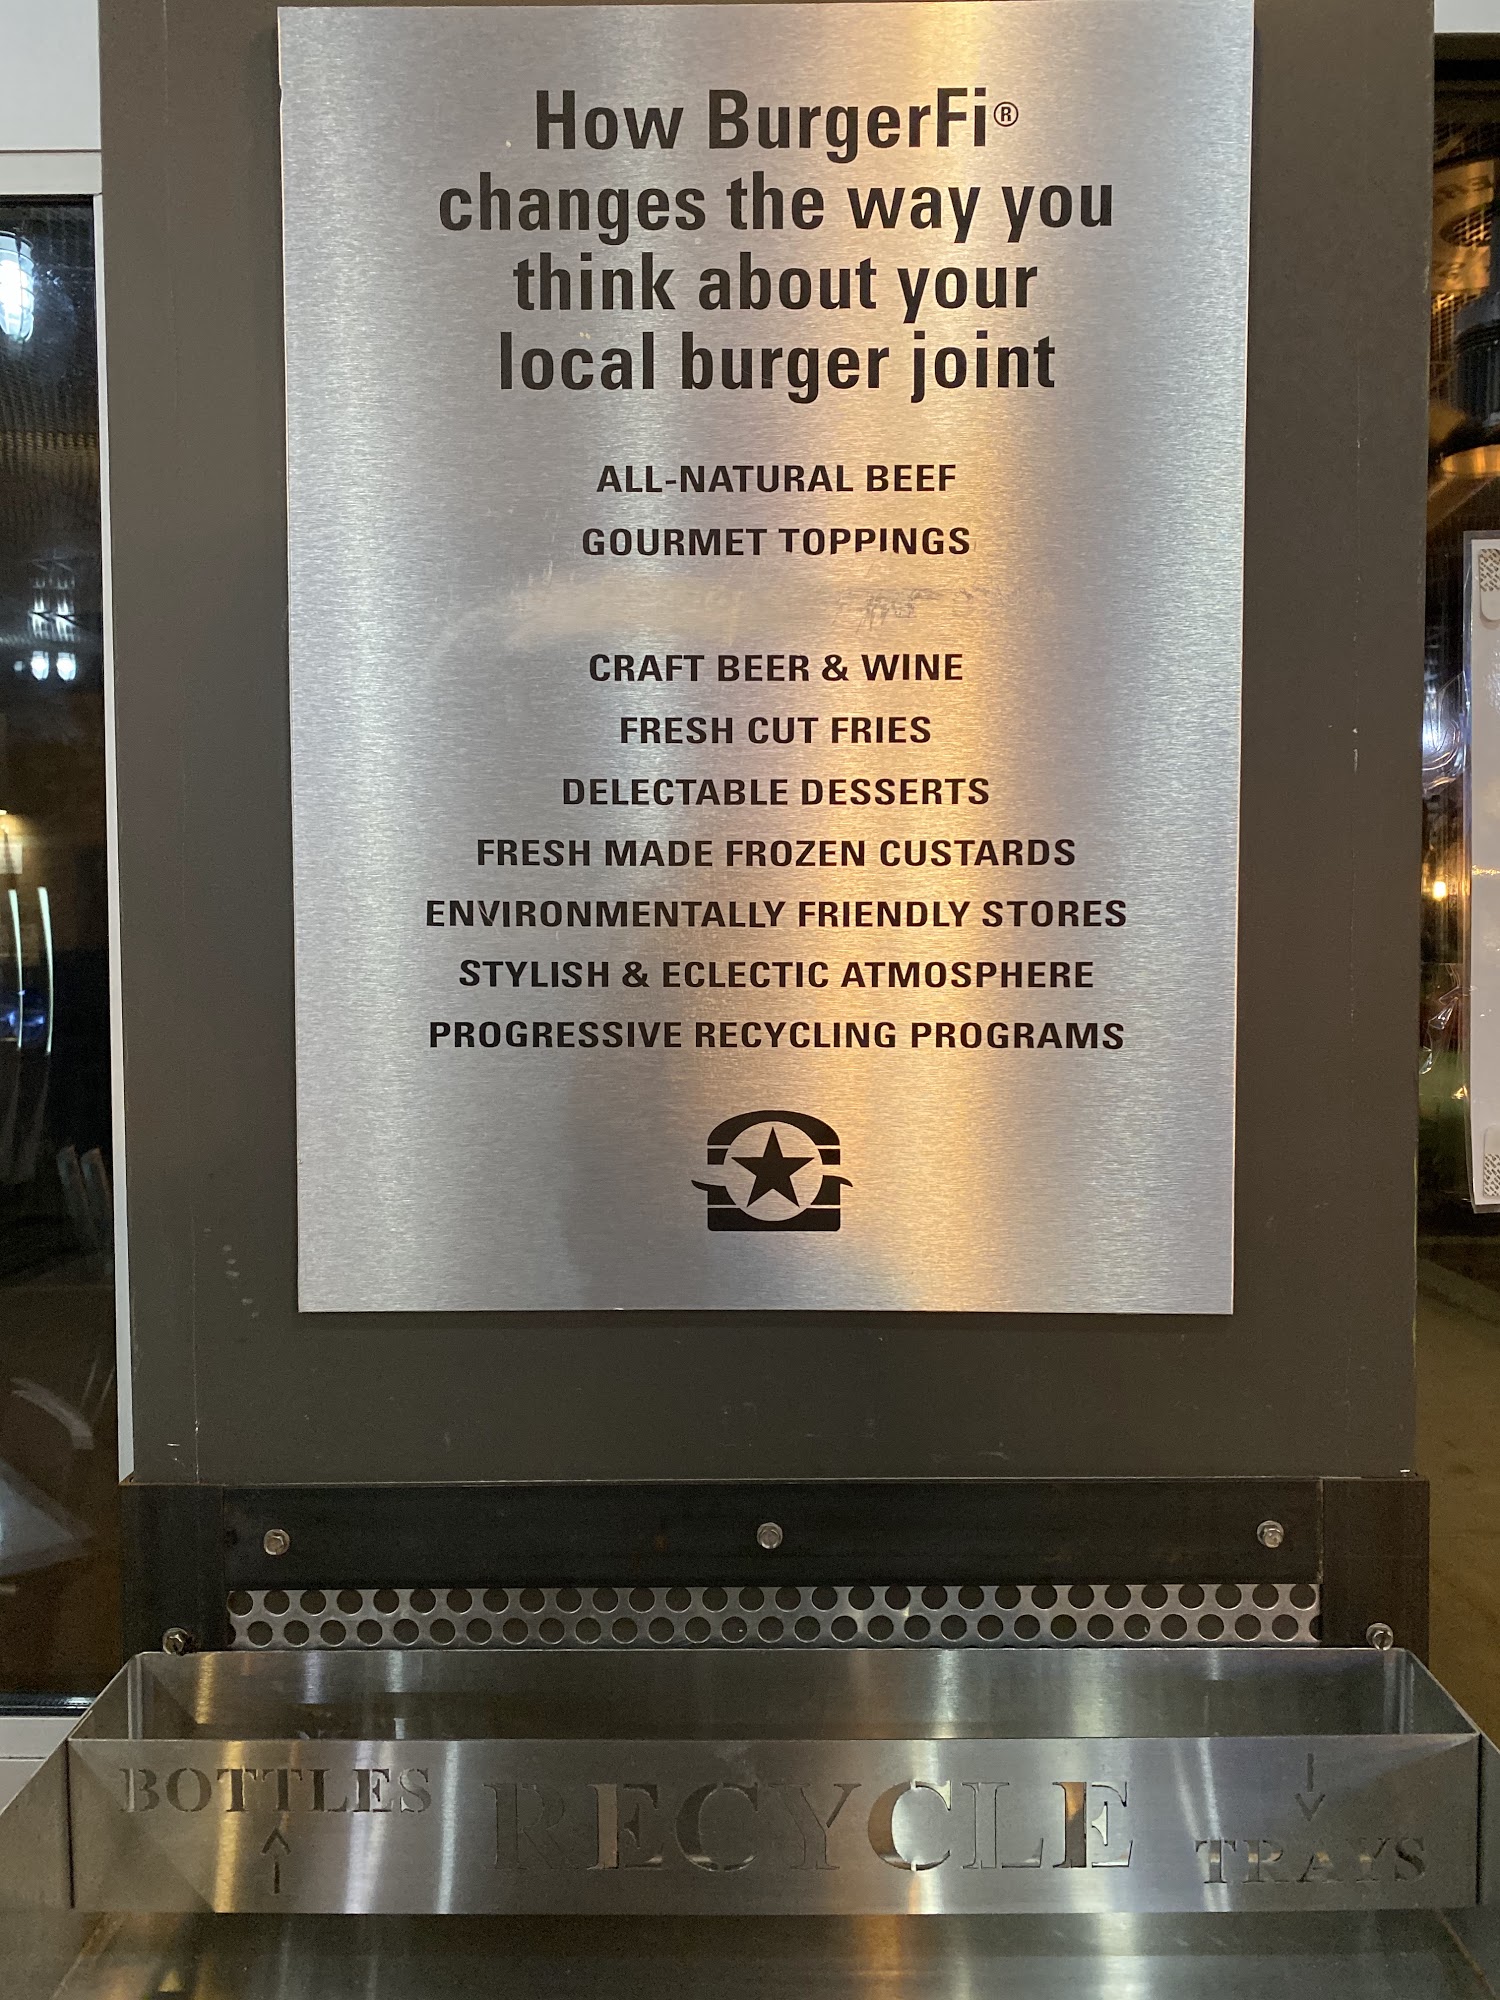 How BurgerFi®
changes the way you
think about your
local burger joint
ALL-NATURAL BEEF
GOURMET TOPPINGS
CRAFT BEER & WINE
FRESH CUT FRIES
DELECTABLE DESSERTS
FRESH MADE FROZEN CUSTARDS
ENVIRONMENTALLY FRIENDLY STORES
STYLISH & ECLECTIC ATMOSPHERE
PROGRESSIVE RECYCLING PROGRAMS
BOTTLES
↑
RECYCLE
↓
TRAYS